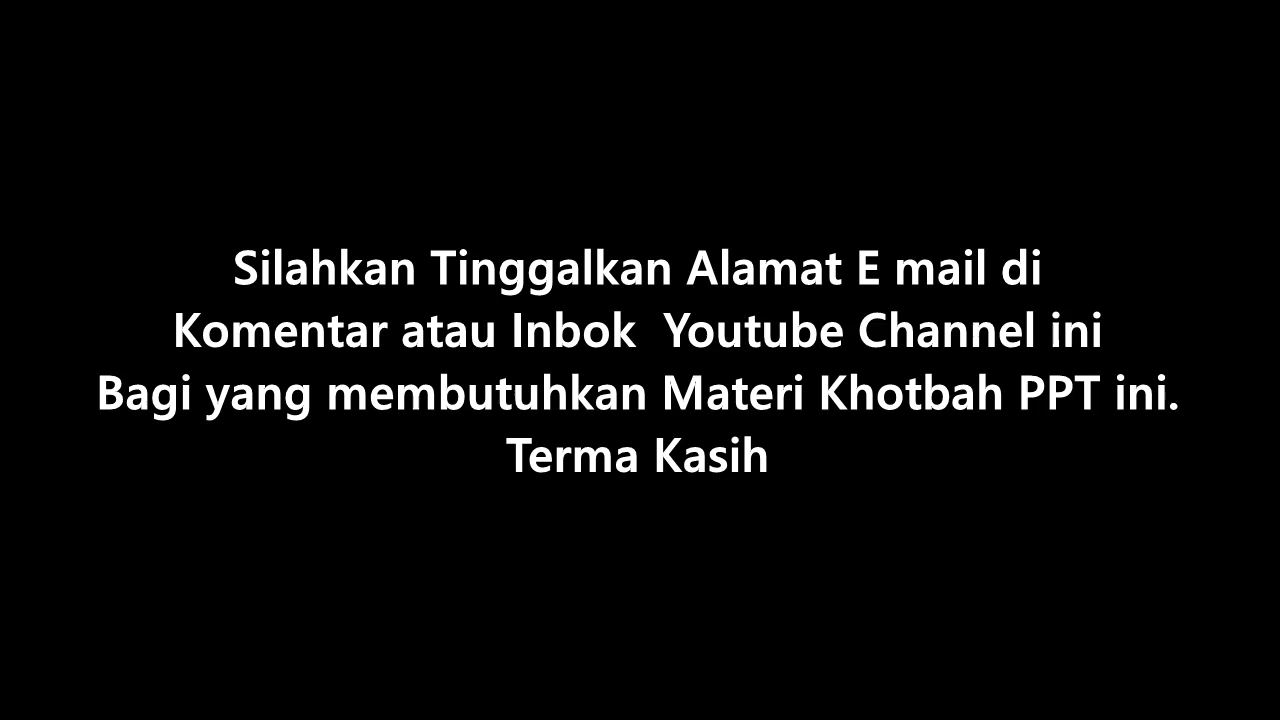 Silahkan Tinggalkan Alamat E mail di
Komentar atau Inbok  Youtube Channel ini
Bagi yang membutuhkan Materi Khotbah PPT ini.
Terma Kasih